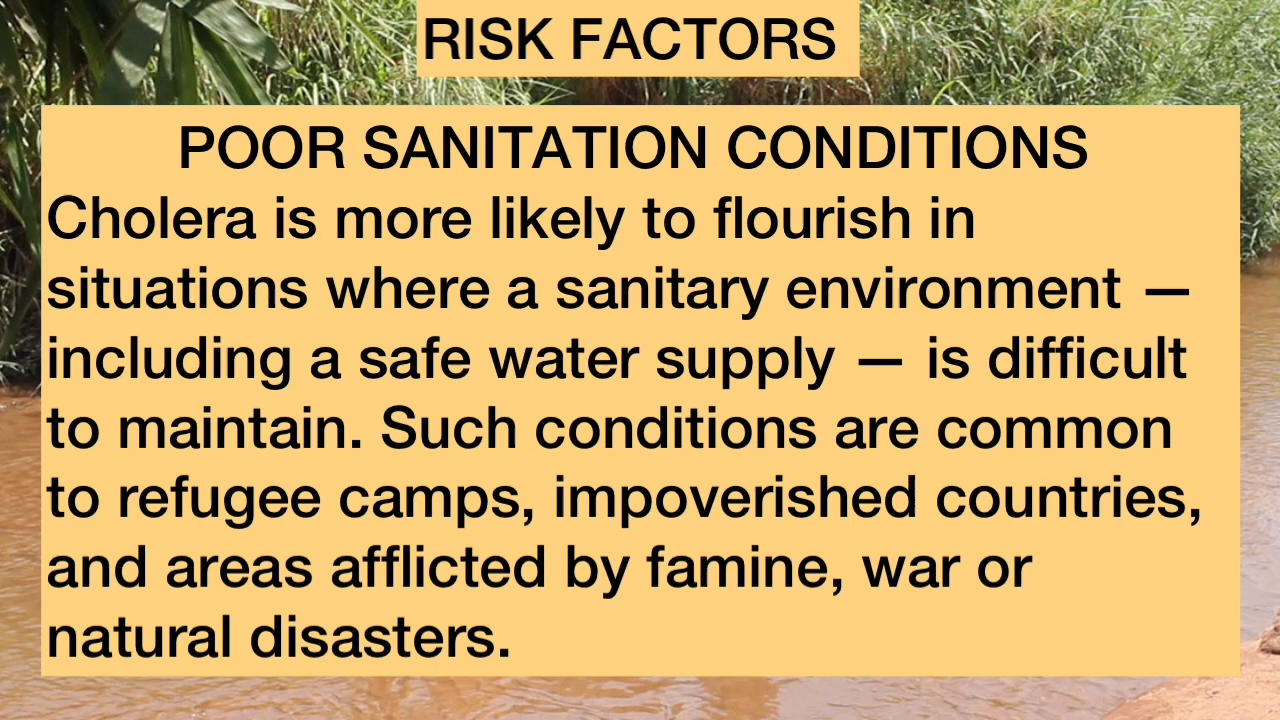 RISK FACTORS
POOR SANITATION CONDITIONS
Cholera is more likely to flourish in
situations where a sanitary environment —
including a safe water supply — is difficult
to maintain. Such conditions are common
to refugee camps, impoverished countries,
and areas afflicted by famine, war or
natural disasters.